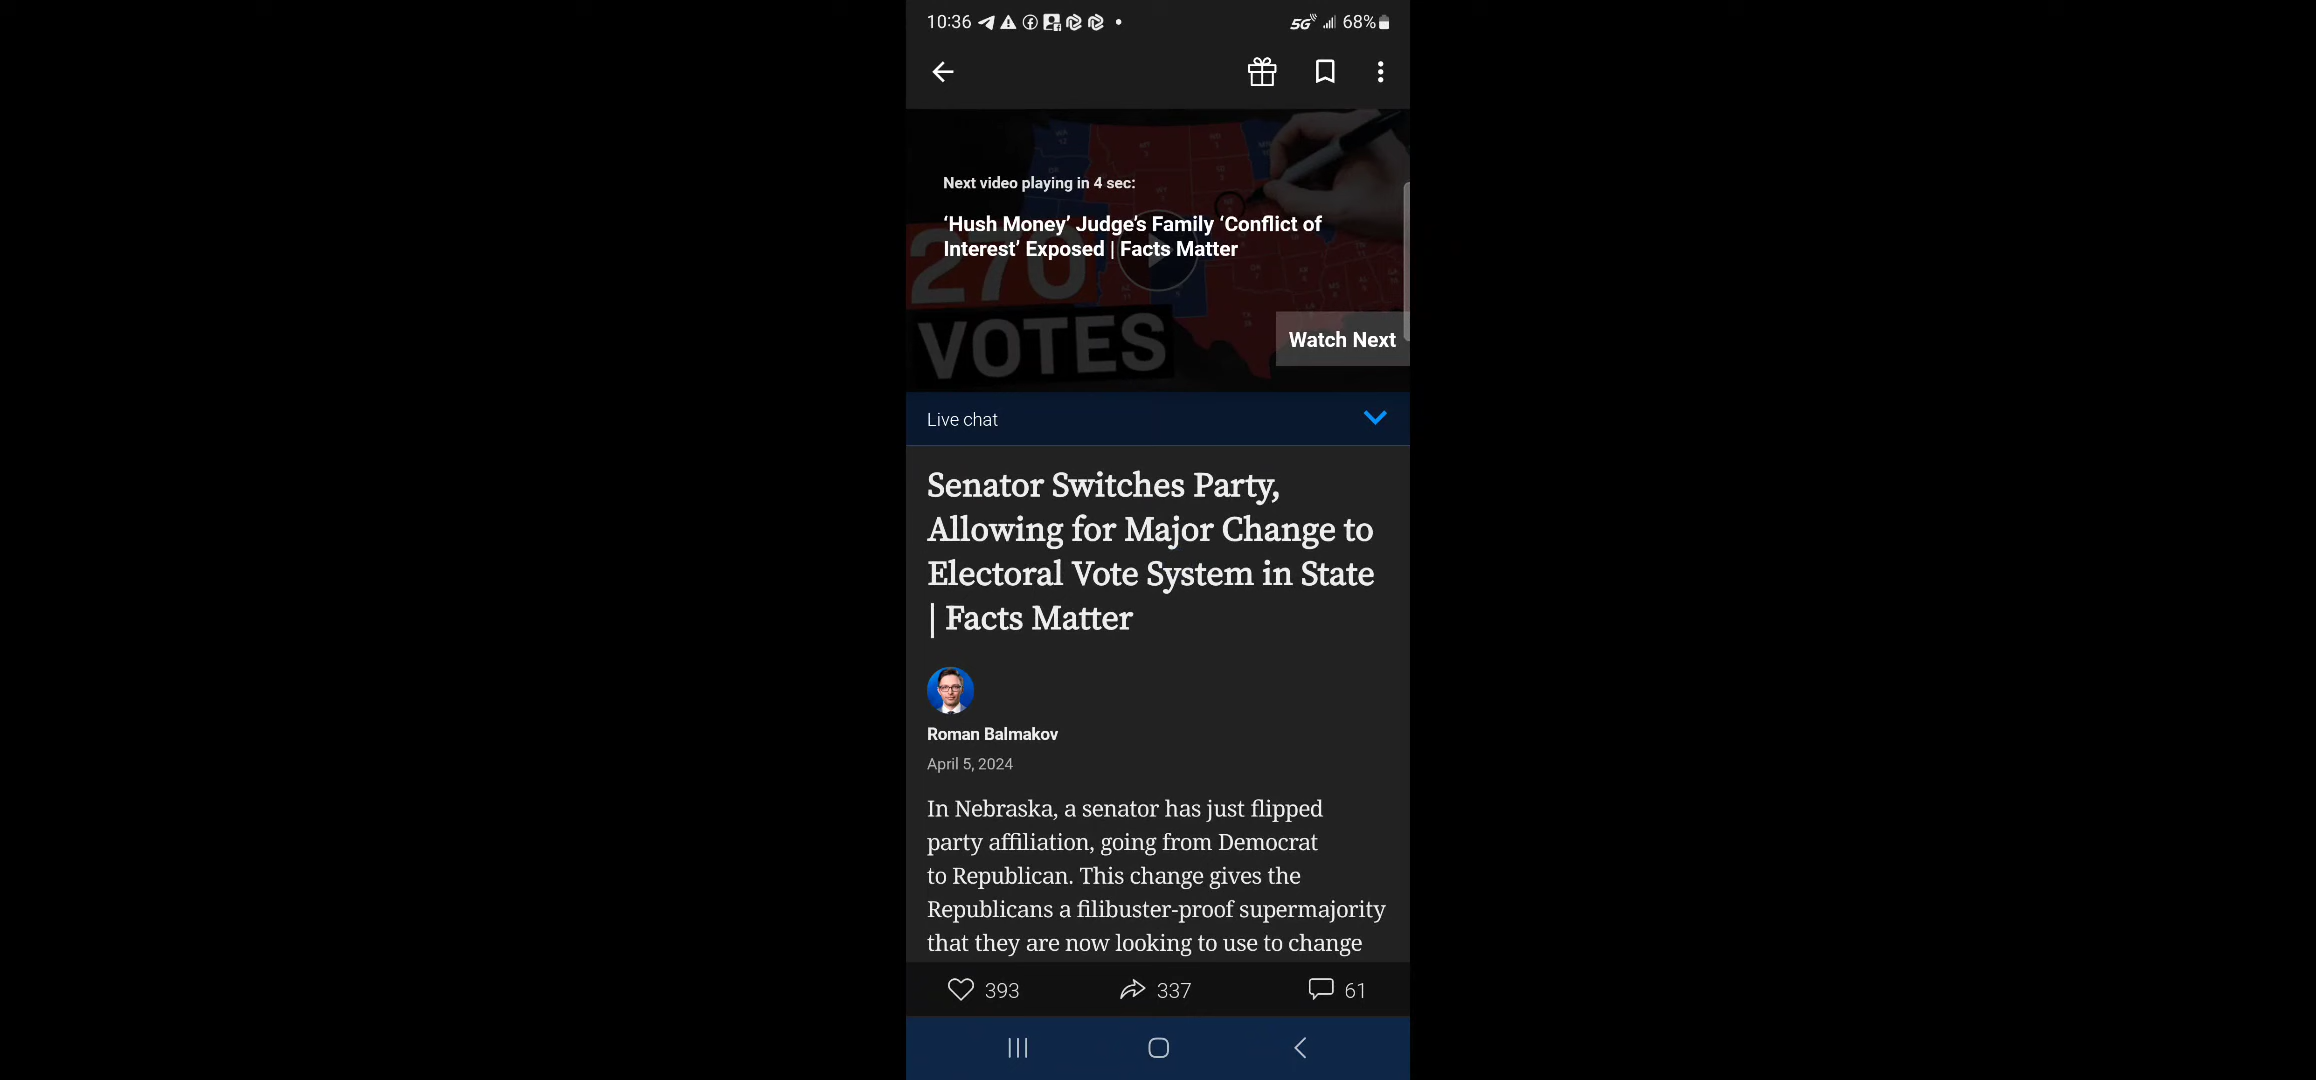 10:36
5G
68%
Next video playing in 4 sec:
‘Hush Money’ Judge’s Family ‘Conflict of
Interest’ Exposed | Facts Matter
270
VOTES
Watch Next
Live chat
Senator Switches Party,
Allowing for Major Change to
Electoral Vote System in State
| Facts Matter
Roman Balmakov
April 5, 2024
In Nebraska, a senator has just flipped
party affiliation, going from Democrat
to Republican. This change gives the
Republicans a filibuster-proof supermajority
that they are now looking to use to change
393
337
61